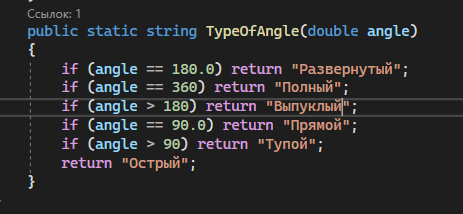 Ссылок: 1
public static string TypeOfAngle(double angle)
{
if (angle == 180.0) return "Развернутый";
if (angle == 360) return "Полный";
if (angle > 180) return "Выпуклый";
if (angle == 90.0) return "Прямой";
if (angle > 90) return "Тупой";
return "Острый";
}